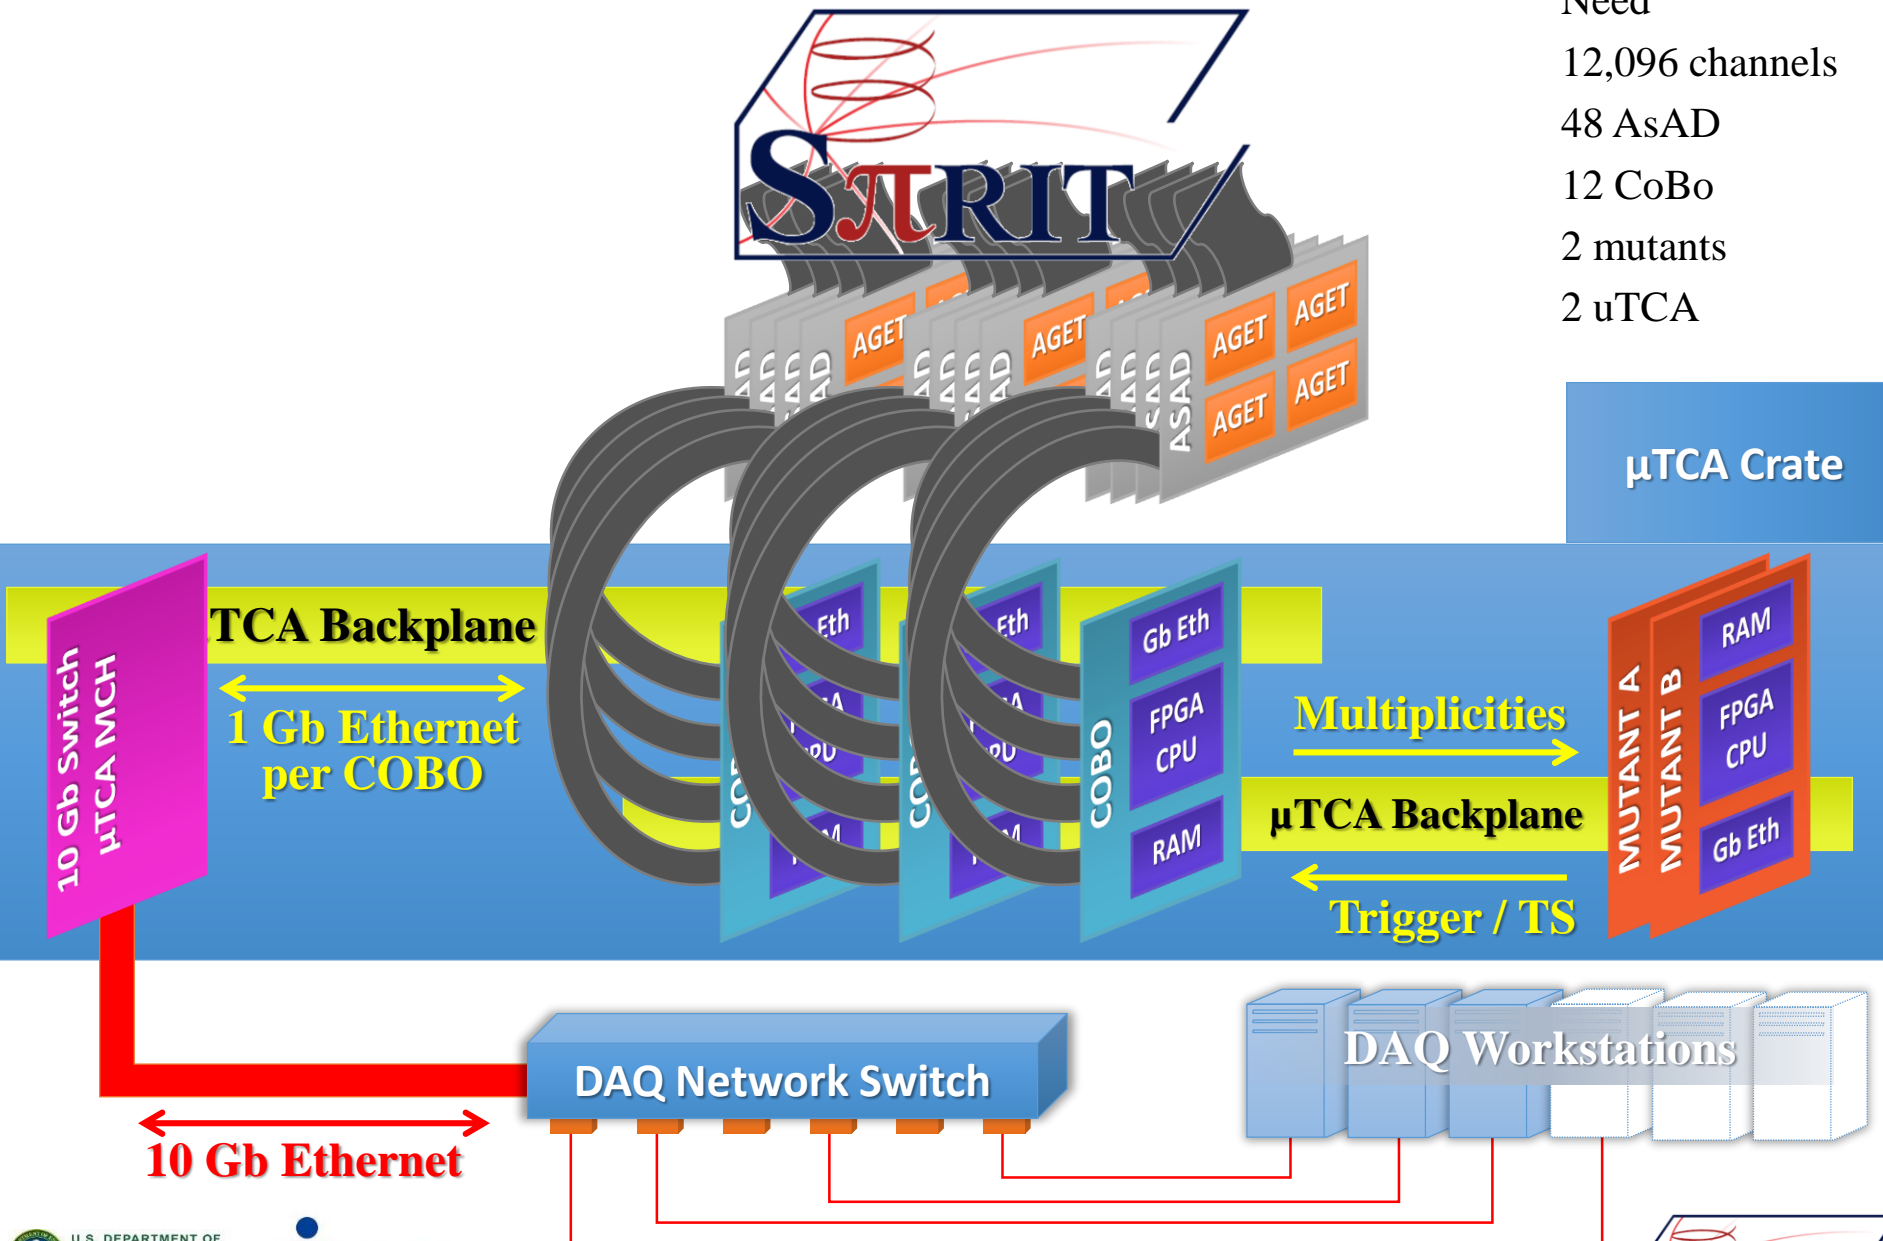 Need
12,096 channels
48 AsAD
12 CoBo
2 mutants
2 uTCA
SπRIT
AGET
AGET
AGET
AGET
AGET
AGET
ASAD
µTCA Crate
TCA Backplane
10 Gb Switch
µTCA MCH
1 Gb Ethernet
per COBO
Eth
Eth
Gb Eth
FPGA
CPU
RAM
COBO
Multiplicities
µTCA Backplane
Trigger / TS
MUTANT A
MUTANT B
RAM
FPGA
CPU
Gb Eth
DAQ Network Switch
DAQ Workstations
10 Gb Ethernet
U.S. DEPARTMENT OF